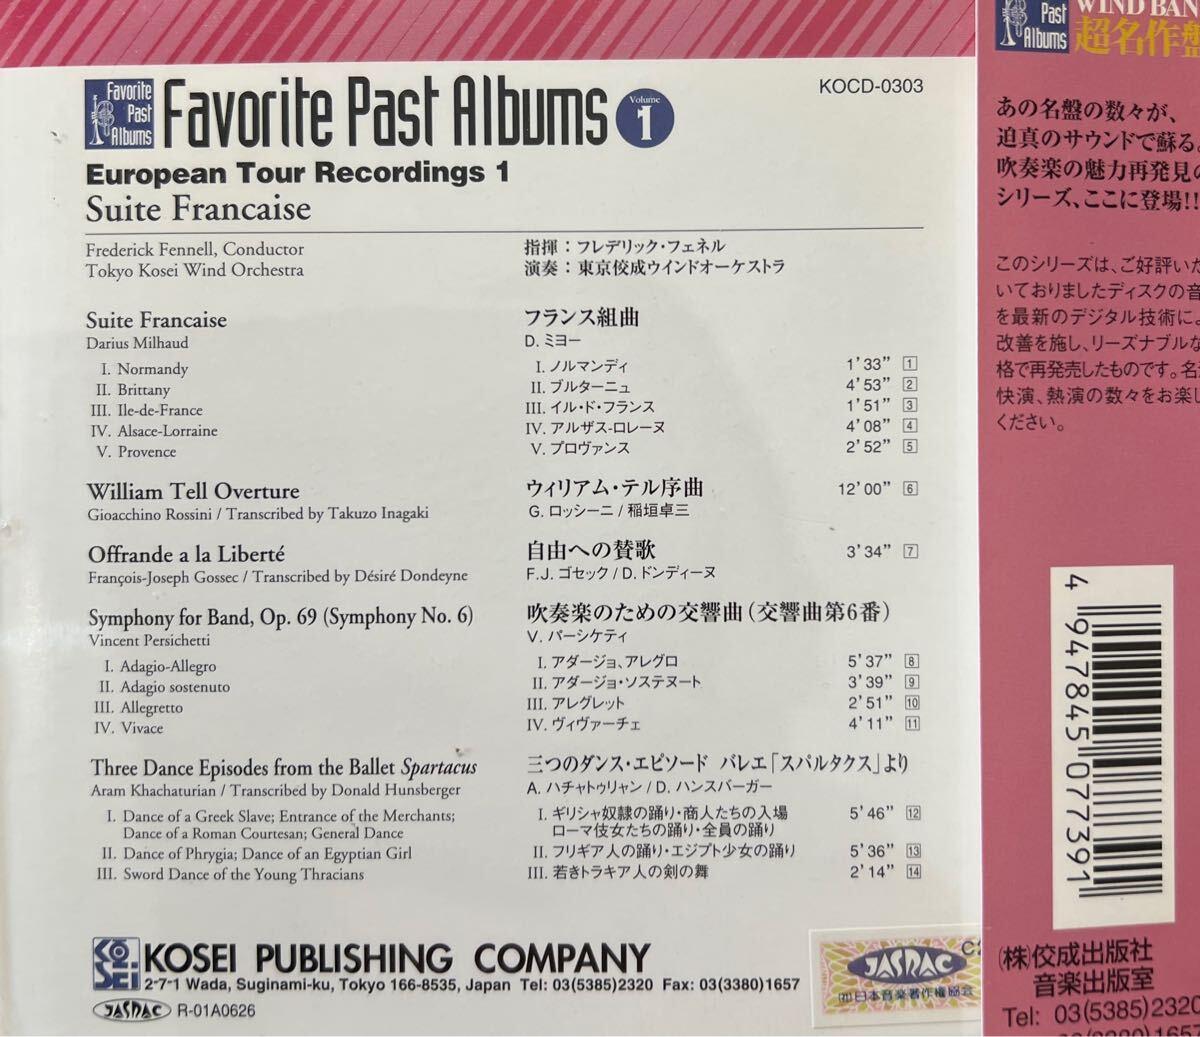 Favorite
Past
Albums
Favorite Past Albums
Volume
1
KOCD-0303
European Tour Recordings 1
Suite Francaise
Frederick Fennell, Conductor
指揮：フレデリック・フェネル
Tokyo Kosei Wind Orchestra
演奏：東京佼成ウインドオーケストラ
Suite Francaise
フランス組曲
Darius Milhaud
D. ミヨー
I. Normandy
I. ノルマンディ 1'33" 1
II. Brittany
II. ブルターニュ 4'53" 2
III. Ile-de-France
III. イル・ド・フランス 1'51" 3
IV. Alsace-Lorraine
IV. アルザス-ロレーヌ 4'08" 4
V. Provence
V. プロヴァンス 2'52" 5
William Tell Overture
ウィリアム・テル序曲 12'00" 6
Gioacchino Rossini / Transcribed by Takuzo Inagaki
G. ロッシーニ / 稲垣卓三
Offrande a la Liberté
自由への賛歌 3'34" 7
François-Joseph Gossec / Transcribed by Désiré Dondeyne
F.J. ゴセック / D. ドンディーヌ
Symphony for Band, Op. 69 (Symphony No. 6)
吹奏楽のための交響曲（交響曲第6番）
Vincent Persichetti
V. パーシケティ
I. Adagio-Allegro
I. アダージョ、アレグロ 5'37" 8
II. Adagio sostenuto
II. アダージョ・ソステヌート 3'39" 9
III. Allegretto
III. アレグレット 2'51" 10
IV. Vivace
IV. ヴィヴァーチェ 4'11" 11
Three Dance Episodes from the Ballet Spartacus
三つのダンス・エピソード バレエ「スパルタクス」より
Aram Khachaturian / Transcribed by Donald Hunsberger
A. ハチャトゥリャン / D. ハンスバーガー
I. Dance of a Greek Slave; Entrance of the Merchants;
Dance of a Roman Courtesan; General Dance
I. ギリシャ奴隷の踊り・商人たちの入場 5'46" 12
ローマ伎女たちの踊り・全員の踊り
II. Dance of Phrygia; Dance of an Egyptian Girl
II. フリギア人の踊り・エジプト少女の踊り 5'36" 13
III. Sword Dance of the Young Thracians
III. 若きトラキア人の剣の舞 2'14" 14
KOSEI
KOSEI PUBLISHING COMPANY
2-7-1 Wada, Suginami-ku, Tokyo 166-8535, Japan Tel: 03(5385)2320 Fax: 03(3380)1657
JASRAC R-01A0626
JASRAC
日本音楽著作権協会
Past
Albums
WIND BAN
超名作盤
あの名盤の数々が、
迫真のサウンドで蘇る。
吹奏楽の魅力再発見の
シリーズ、ここに登場!!
このシリーズは、ご好評いた
いておりましたディスクの音
を最新のデジタル技術によ
改善を施し、リーズナブルな
格で再発売したものです。名
快演、熱演の数々をお楽し
ください。
4 947845 077391
(株)佼成出版社
音楽出版室
Tel: 03(5385)2320